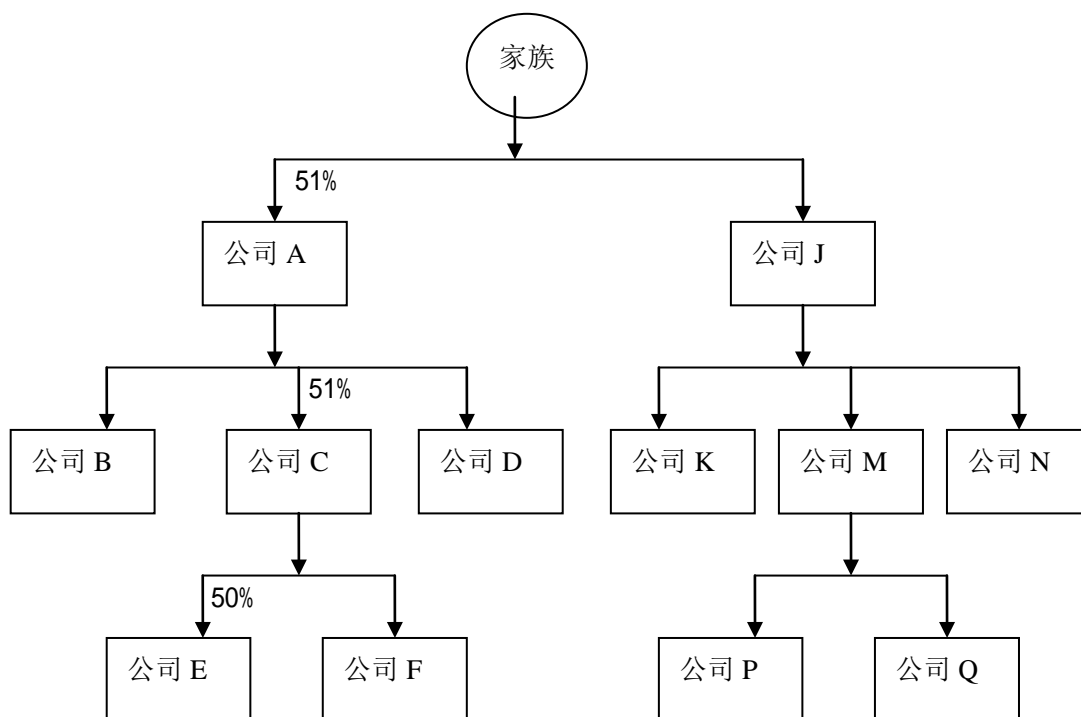 家族
51%
公司 A
公司 J
51%
公司 B
公司 C
公司 D
公司 K
公司 M
公司 N
50%
公司 E
公司 F
公司 P
公司 Q